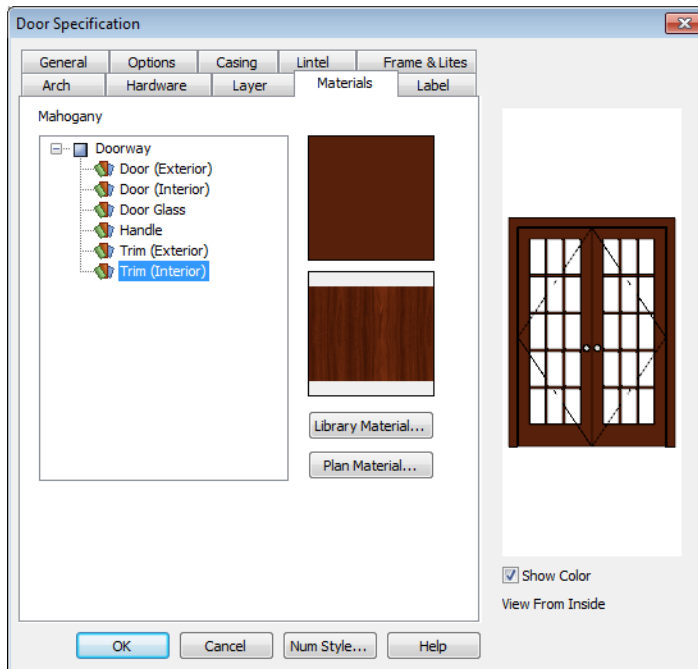 Door Specification
General Options Casing Lintel Frame & Lites
Arch Hardware Layer Materials Label
Mahogany
Doorway
Door (Exterior)
Door (Interior)
Door Glass
Handle
Trim (Exterior)
Trim (Interior)
Library Material...
Plan Material...
Show Color
View From Inside
OK Cancel Num Style... Help